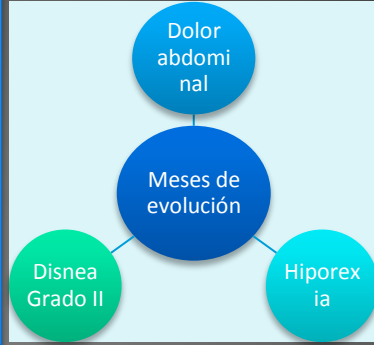 Dolor
abdomi
nal
Meses de
evolución
Disnea
Grado II
Hiporex
ia